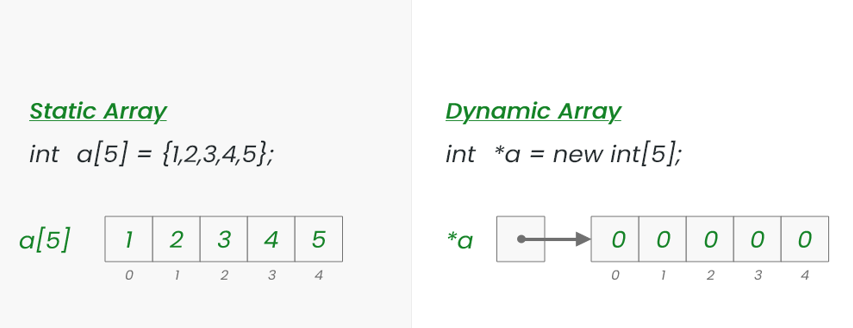 Static Array
int a[5] = {1,2,3,4,5};
a[5] 1 2 3 4 5
0 1 2 3 4
Dynamic Array
int *a = new int[5];
*a 0 0 0 0 0
0 1 2 3 4